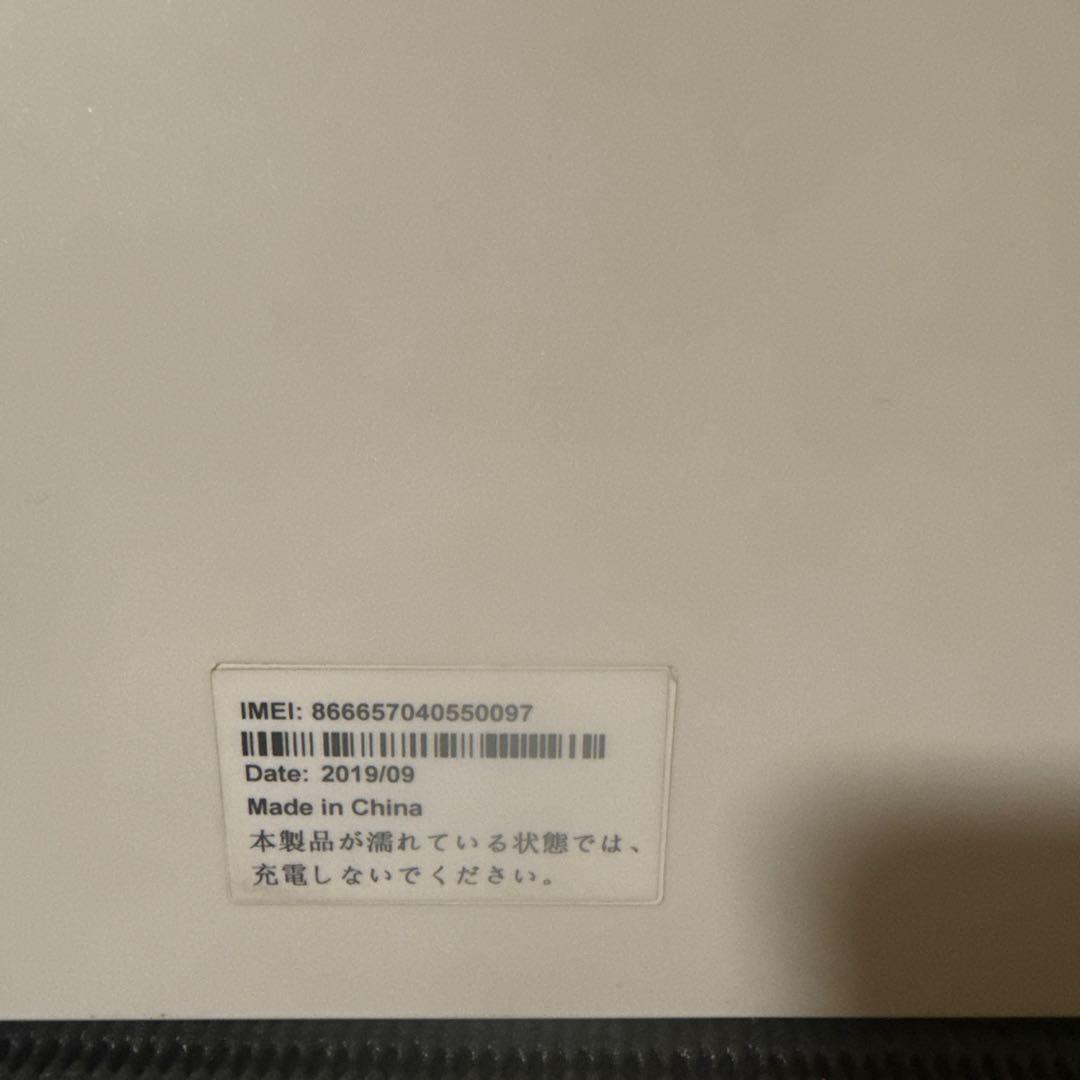 IMEI: 866657040550097
Date: 2019/09
Made in China
本製品が濡れている状態では、
充電しないでください。